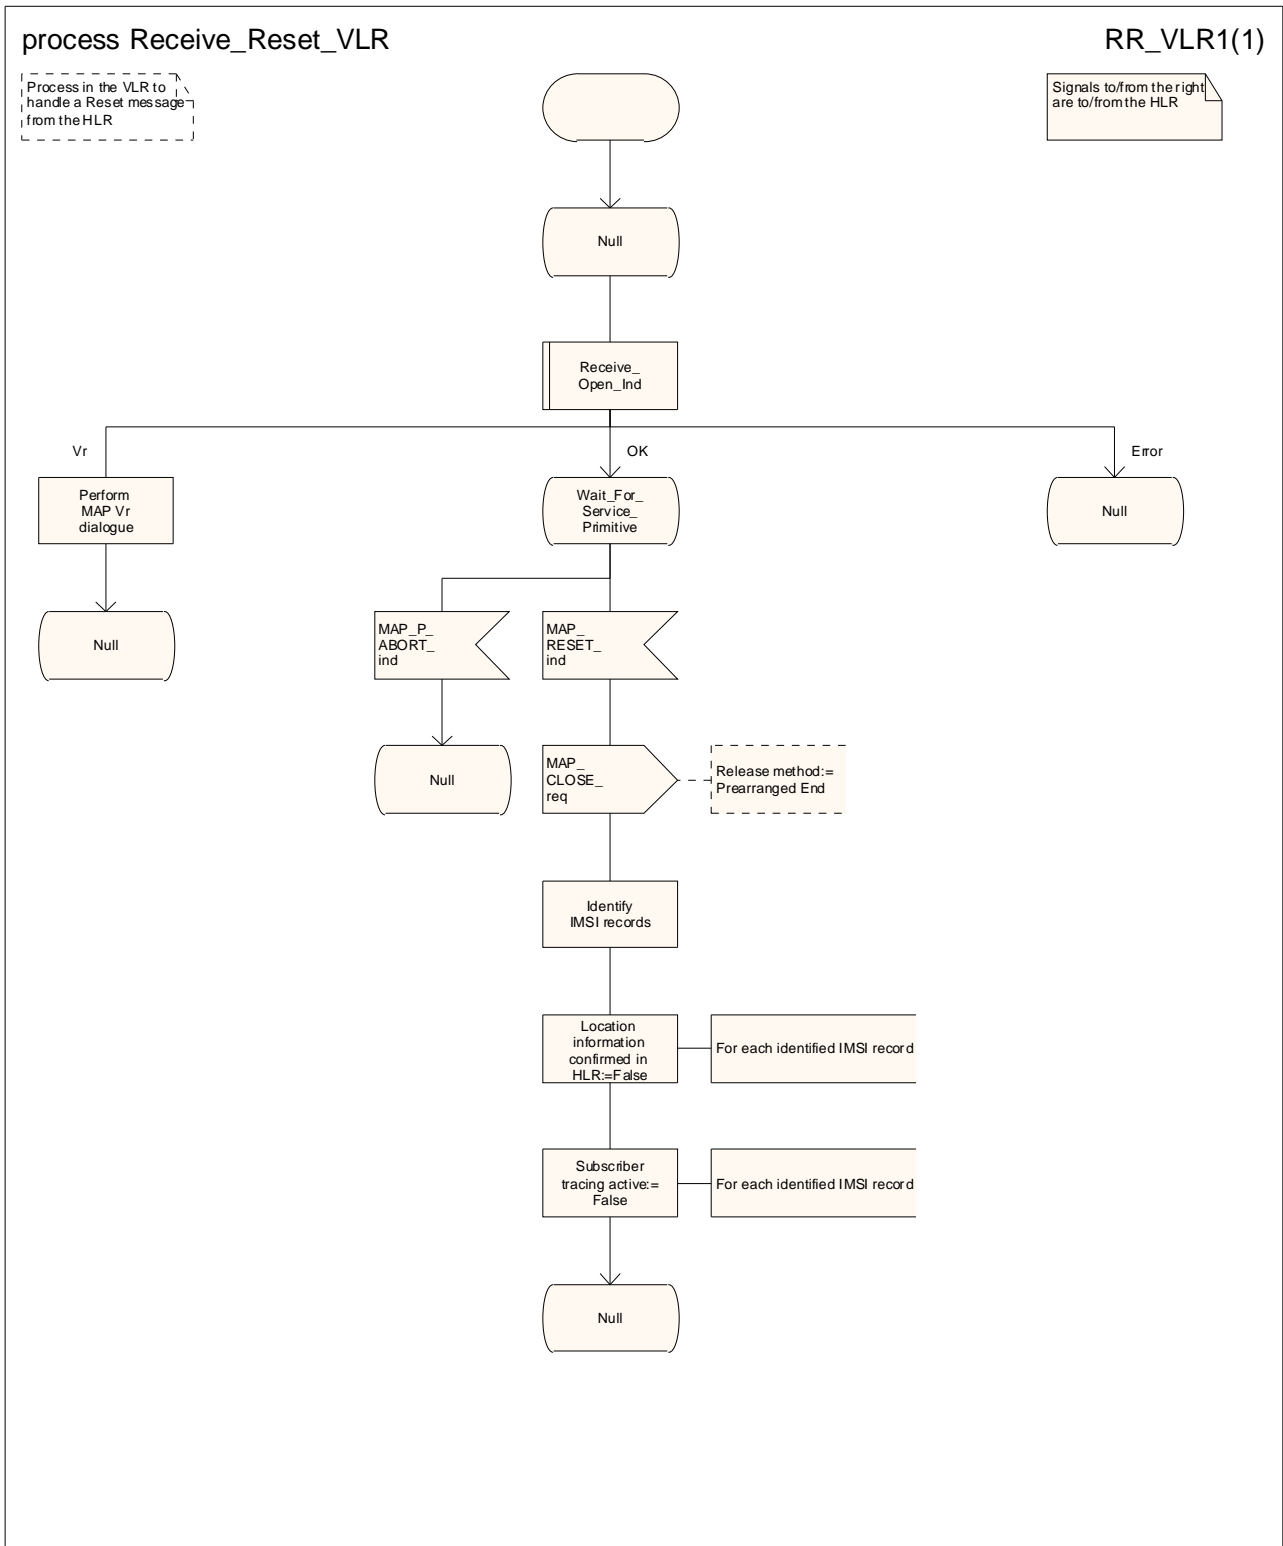 process Receive_Reset_VLR
RR_VLR1(1)
Process in the VLR to
handle a Reset message
from the HLR
Signals to/from the right
are to/from the HLR
Null
Receive_
Open_Ind
Vr
OK
Error
Perform
MAP Vr
dialogue
Wait_For_
Service_
Primitive
Null
Null
MAP_P_
ABORT_
ind
MAP_
RESET_
ind
Null
MAP_
CLOSE_
req
Release method:=
Prearranged End
Identify
IMSI records
Location
information
confirmed in
HLR:=False
For each identified IMSI record
Subscriber
tracing active:=
False
For each identified IMSI record
Null